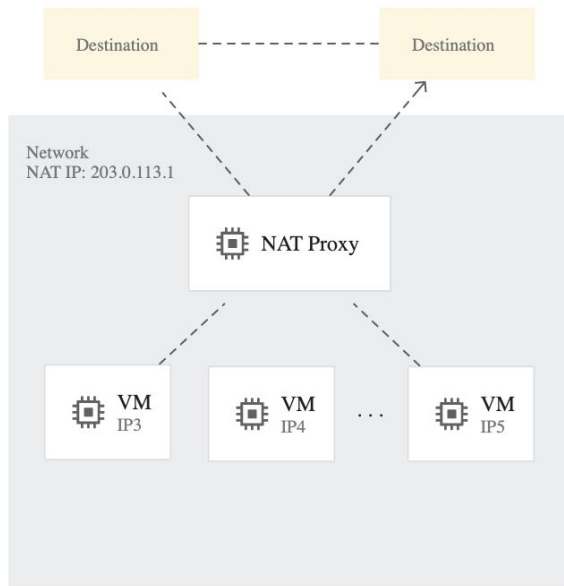 Destination
Destination
Network
NAT IP: 203.0.113.1
NAT Proxy
VM
IP3
VM
IP4
...
VM
IP5